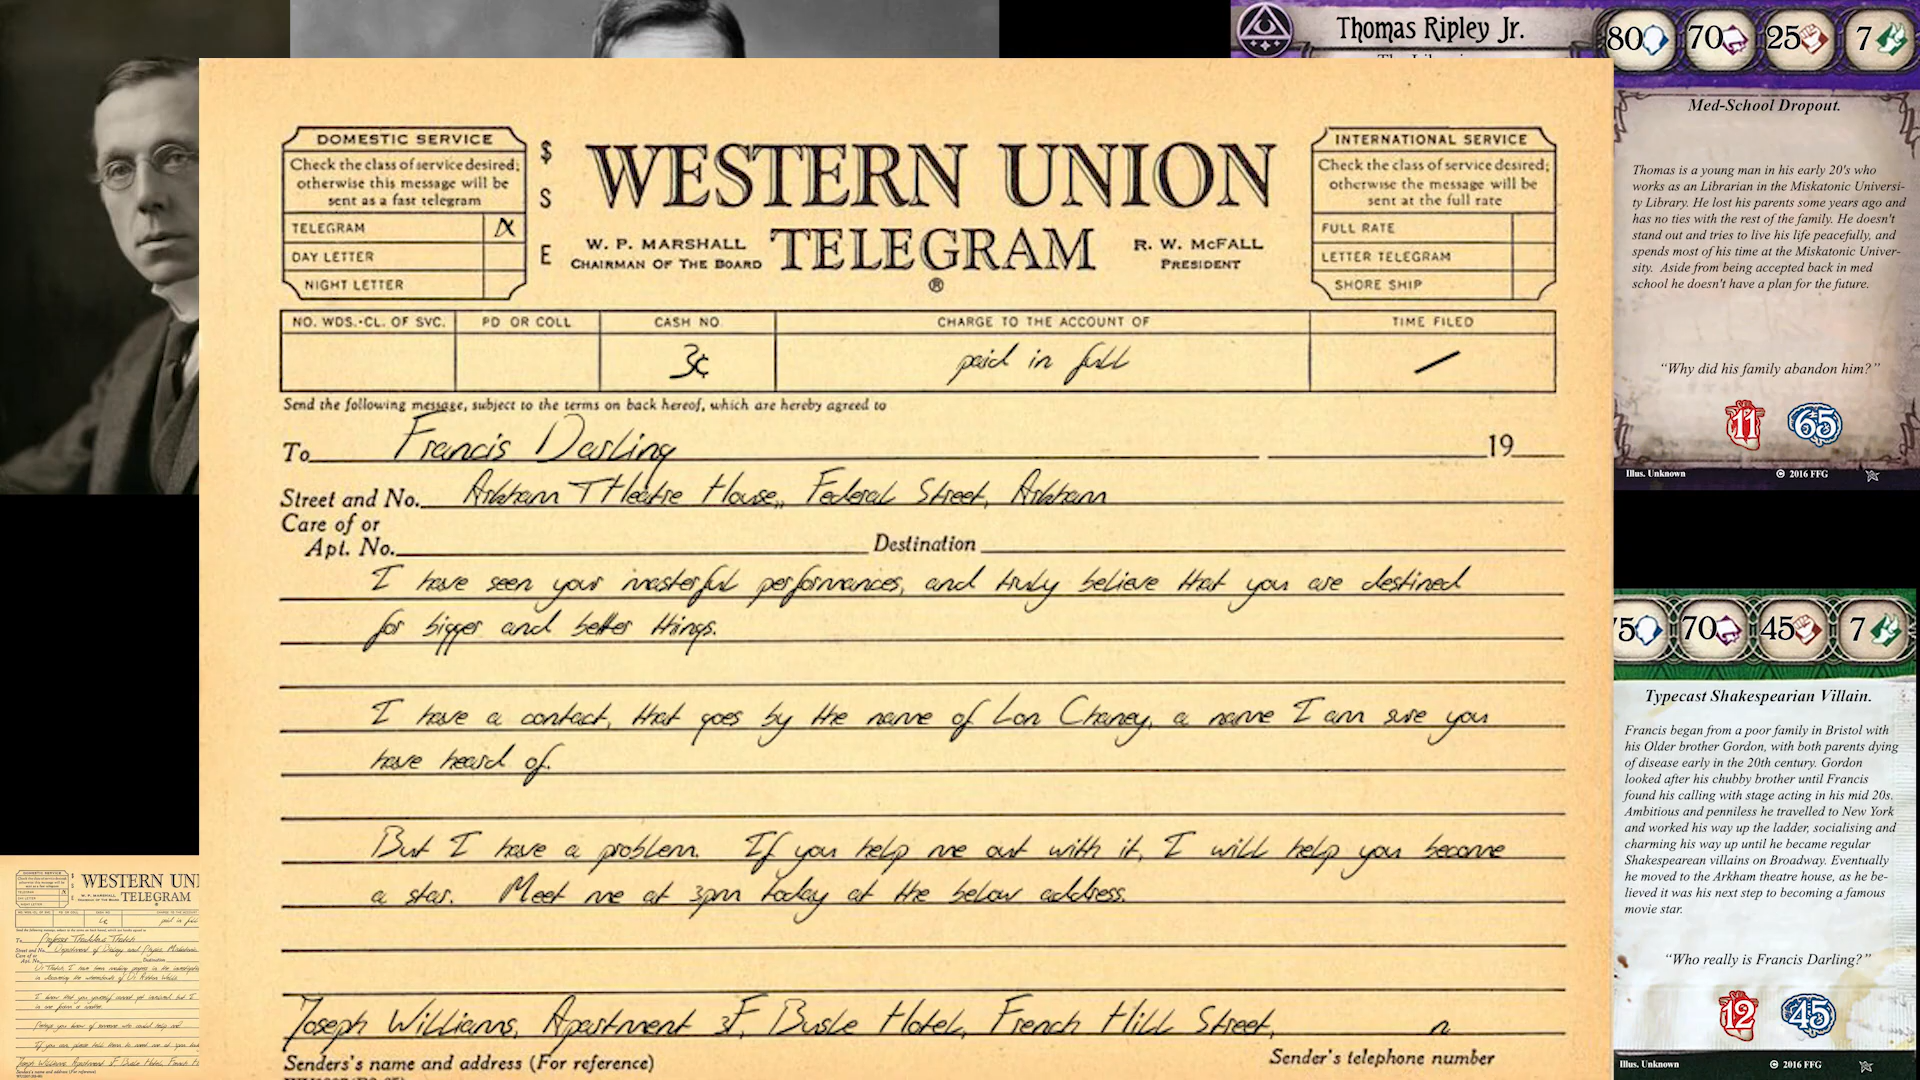 Thomas Ripley Jr.
80 70 25 7
Med-School Dropout.
Thomas is a young man in his early 20's who
works as an Librarian in the Miskatonic Universi-
ty Library. He lost his parents some years ago and
has no ties with the rest of the family. He doesn't
stand out and tries to live his life peacefully, and
spends most of his time at the Miskatonic Univer-
sity. Aside from being accepted back in med
school he doesn't have a plan for the future.
“Why did his family abandon him?”
11 65
Illus. Unknown © 2016 FFG
DOMESTIC SERVICE
Check the class of service desired;
otherwise this message will be
sent as a fast telegram
TELEGRAM X
DAY LETTER
NIGHT LETTER
$
S
E
WESTERN UNION
TELEGRAM
®
W. P. MARSHALL
CHAIRMAN OF THE BOARD
R. W. McFALL
PRESIDENT
INTERNATIONAL SERVICE
Check the class of service desired;
otherwise the message will be
sent at the full rate
FULL RATE
LETTER TELEGRAM
SHORE SHIP
NO. WDS.-CL. OF SVC. PD OR COLL CASH NO CHARGE TO THE ACCOUNT OF TIME FILED
3¢ paid in full
Send the following message, subject to the terms on back hereof, which are hereby agreed to
To Francis Darling 19
Street and No. Arkham THeatre House,, Federal Street, Arkham
Care of or
Apt. No. Destination
I have seen your masterful performances, and truly believe that you are destined
for bigger and better things.
I have a contact, that goes by the name of Lon Chaney, a name I am sure you
have heard of.
But I have a problem. If you help me out with it, I will help you become
a star. Meet me at 3pm today at the below address.
Joseph Williams, Apartment 3F, Busle Hotel, French Hill Street, n
Senders's name and address (For reference) Sender's telephone number
70 45 7
Typecast Shakespearian Villain.
Francis began from a poor family in Bristol with
his Older brother Gordon, with both parents dying
of disease early in the 20th century. Gordon
looked after his chubby brother until Francis
found his calling with stage acting in his mid 20s.
Ambitious and penniless he travelled to New York
and worked his way up the ladder, socialising and
charming his way up until he became regular
Shakespearean villains on Broadway. Eventually
he moved to the Arkham theatre house, as he be-
lieved it was his next step to becoming a famous
movie star.
“Who really is Francis Darling?”
12 45
Illus. Unknown © 2016 FFG
WESTERN UNI
TELEGRAM